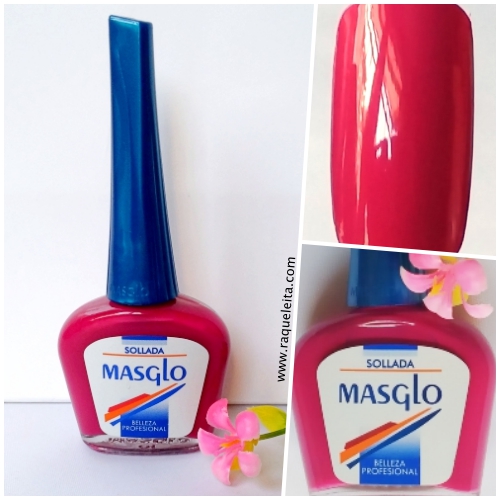 SOLLADA
MASglo
BELLEZA
PROFESIONAL
www.raqueleita.com
SOLLADA
MASglo
BELLEZA
PROFESIONAL